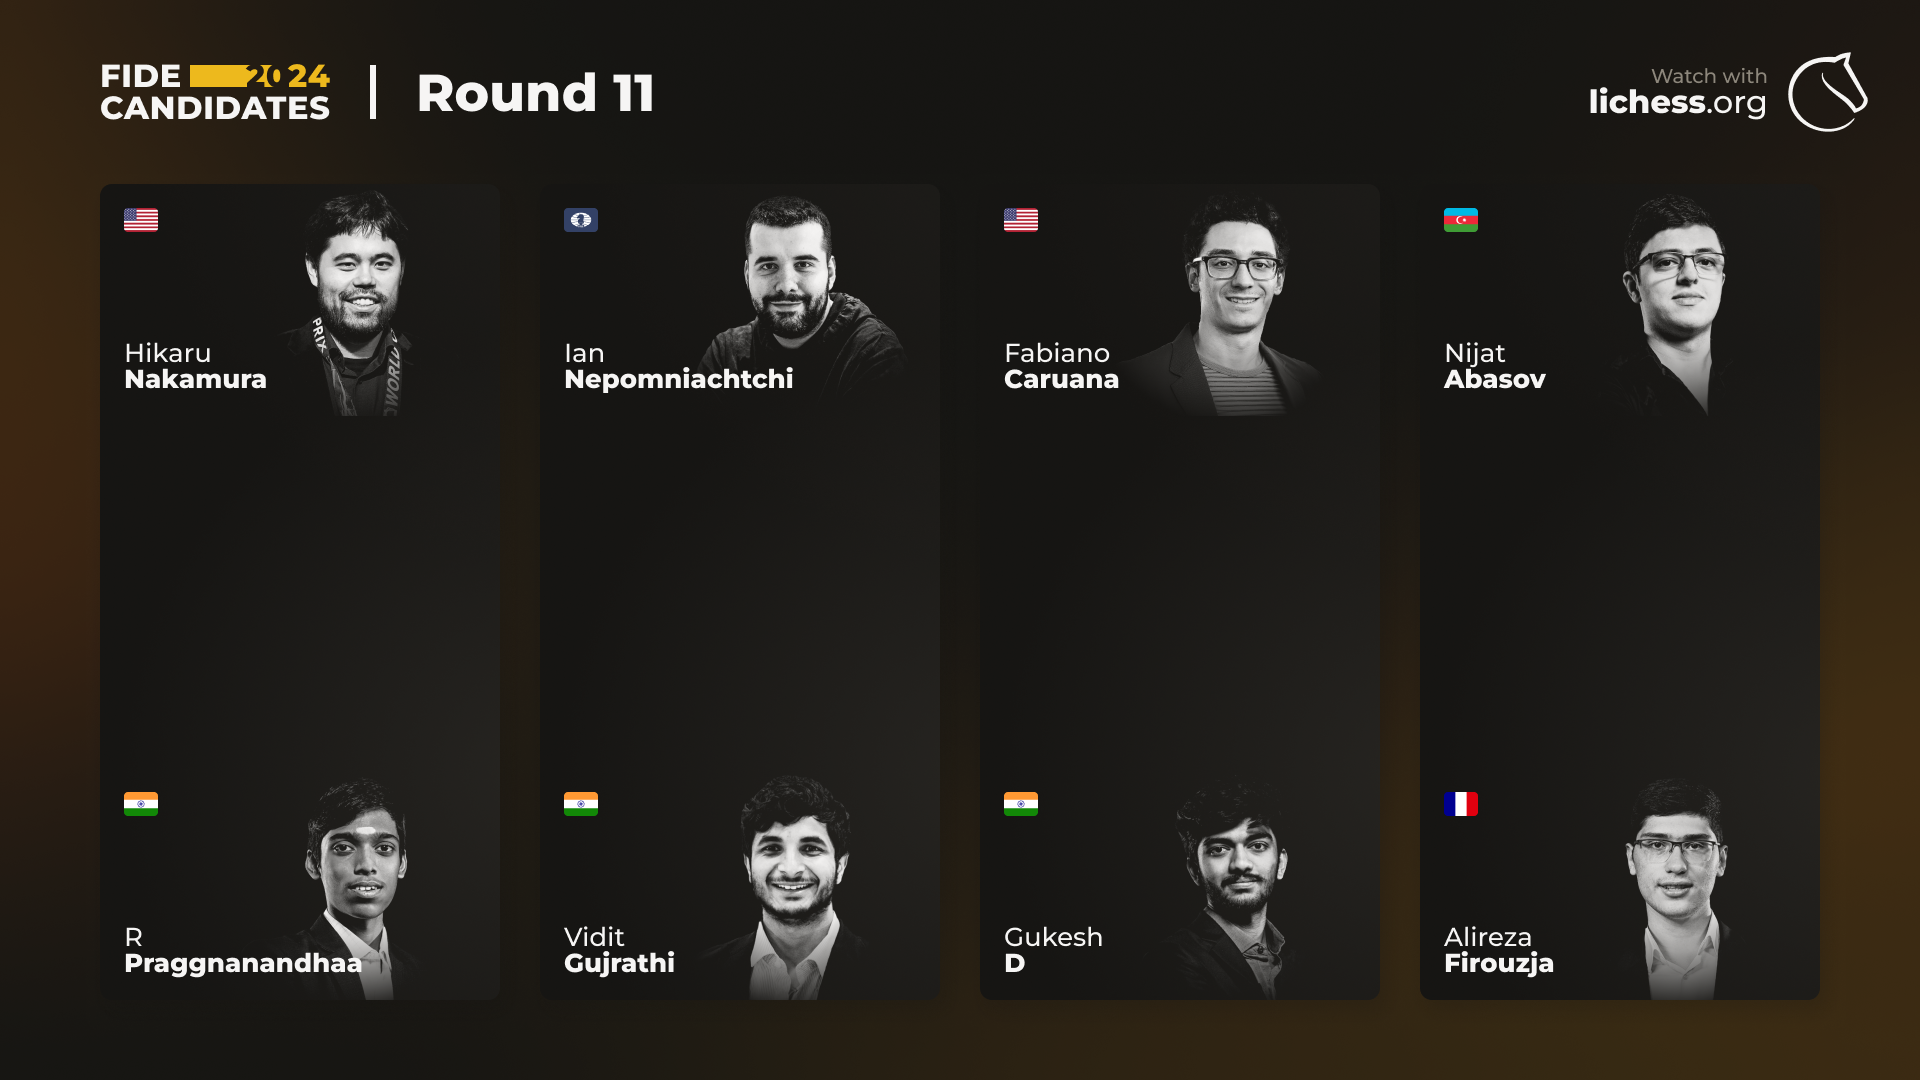 FIDE 2024
CANDIDATES
Round 11
Watch with
lichess.org
Hikaru
Nakamura
PRIX
WORLD
Ian
Nepomniachtchi
Fabiano
Caruana
Nijat
Abasov
R
Praggnanandhaa
Vidit
Gujrathi
Gukesh
D
Alireza
Firouzja